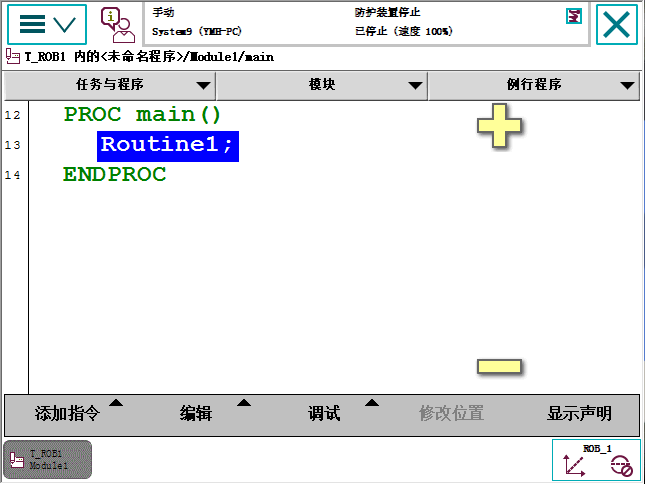 手动
System9 (YMH-PC)
防护装置停止
已停止 (速度 100%)
T_ROB1 内的<未命名程序>/Module1/main
任务与程序
模块
例行程序
12 PROC main()
13 Routine1;
14 ENDPROC
添加指令
编辑
调试
修改位置
显示声明
T_ROB1
Module1
ROB_1